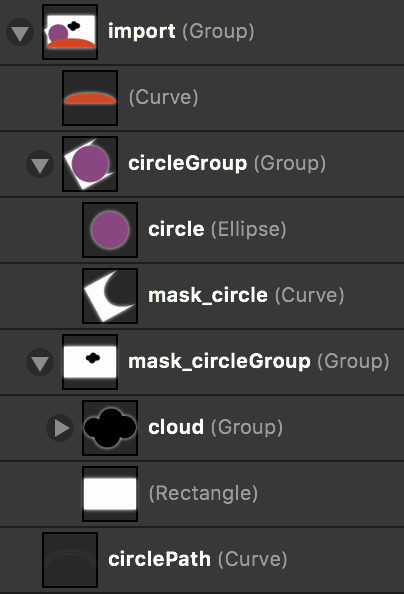 import (Group)
(Curve)
circleGroup (Group)
circle (Ellipse)
mask_circle (Curve)
mask_circleGroup (Group)
cloud (Group)
(Rectangle)
circlePath (Curve)